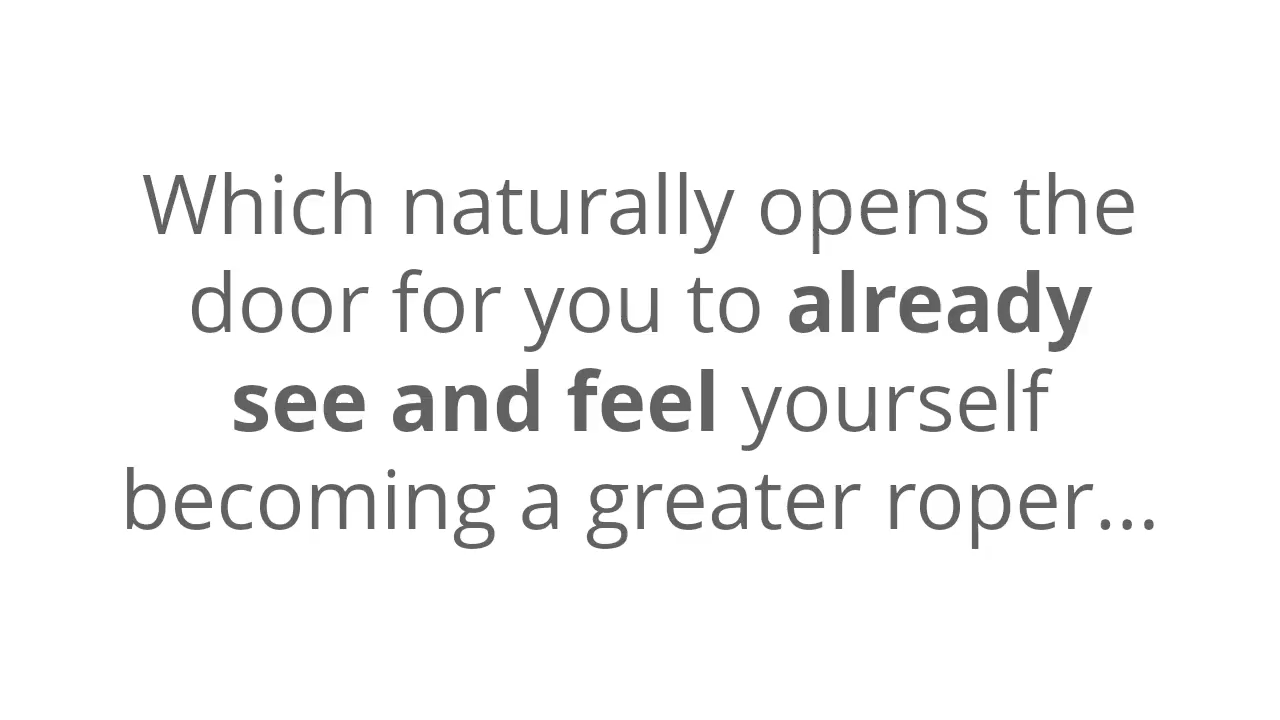 Which naturally opens the
door for you to already
see and feel yourself
becoming a greater roper...